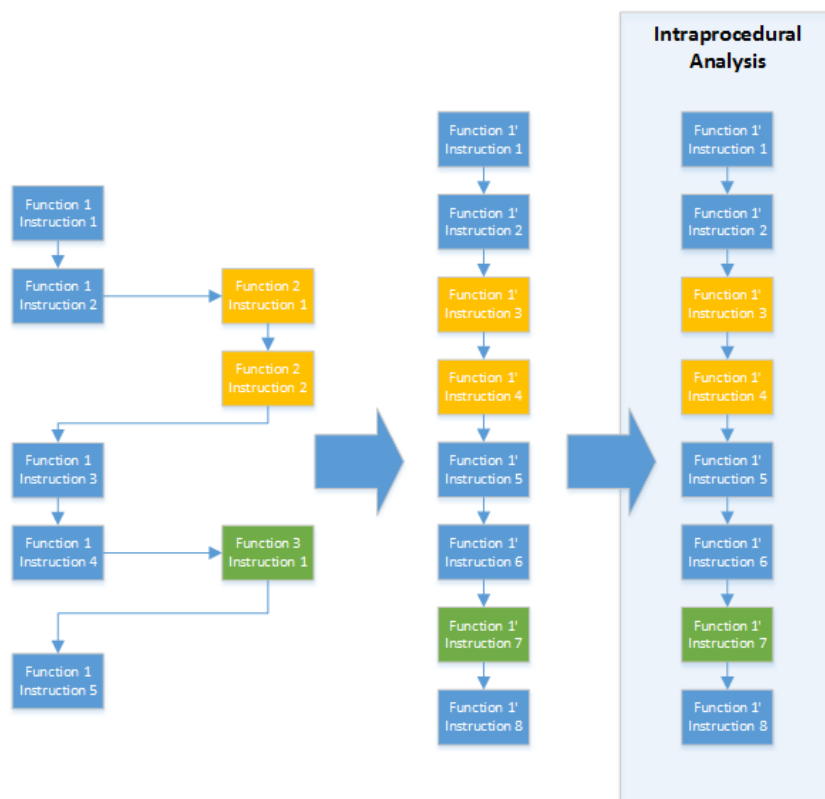 Intraprocedural
Analysis
Function 1
Instruction 1
Function 1
Instruction 2
Function 2
Instruction 1
Function 2
Instruction 2
Function 1
Instruction 3
Function 1
Instruction 4
Function 3
Instruction 1
Function 1
Instruction 5
Function 1'
Instruction 1
Function 1'
Instruction 2
Function 1'
Instruction 3
Function 1'
Instruction 4
Function 1'
Instruction 5
Function 1'
Instruction 6
Function 1'
Instruction 7
Function 1'
Instruction 8
Function 1'
Instruction 1
Function 1'
Instruction 2
Function 1'
Instruction 3
Function 1'
Instruction 4
Function 1'
Instruction 5
Function 1'
Instruction 6
Function 1'
Instruction 7
Function 1'
Instruction 8